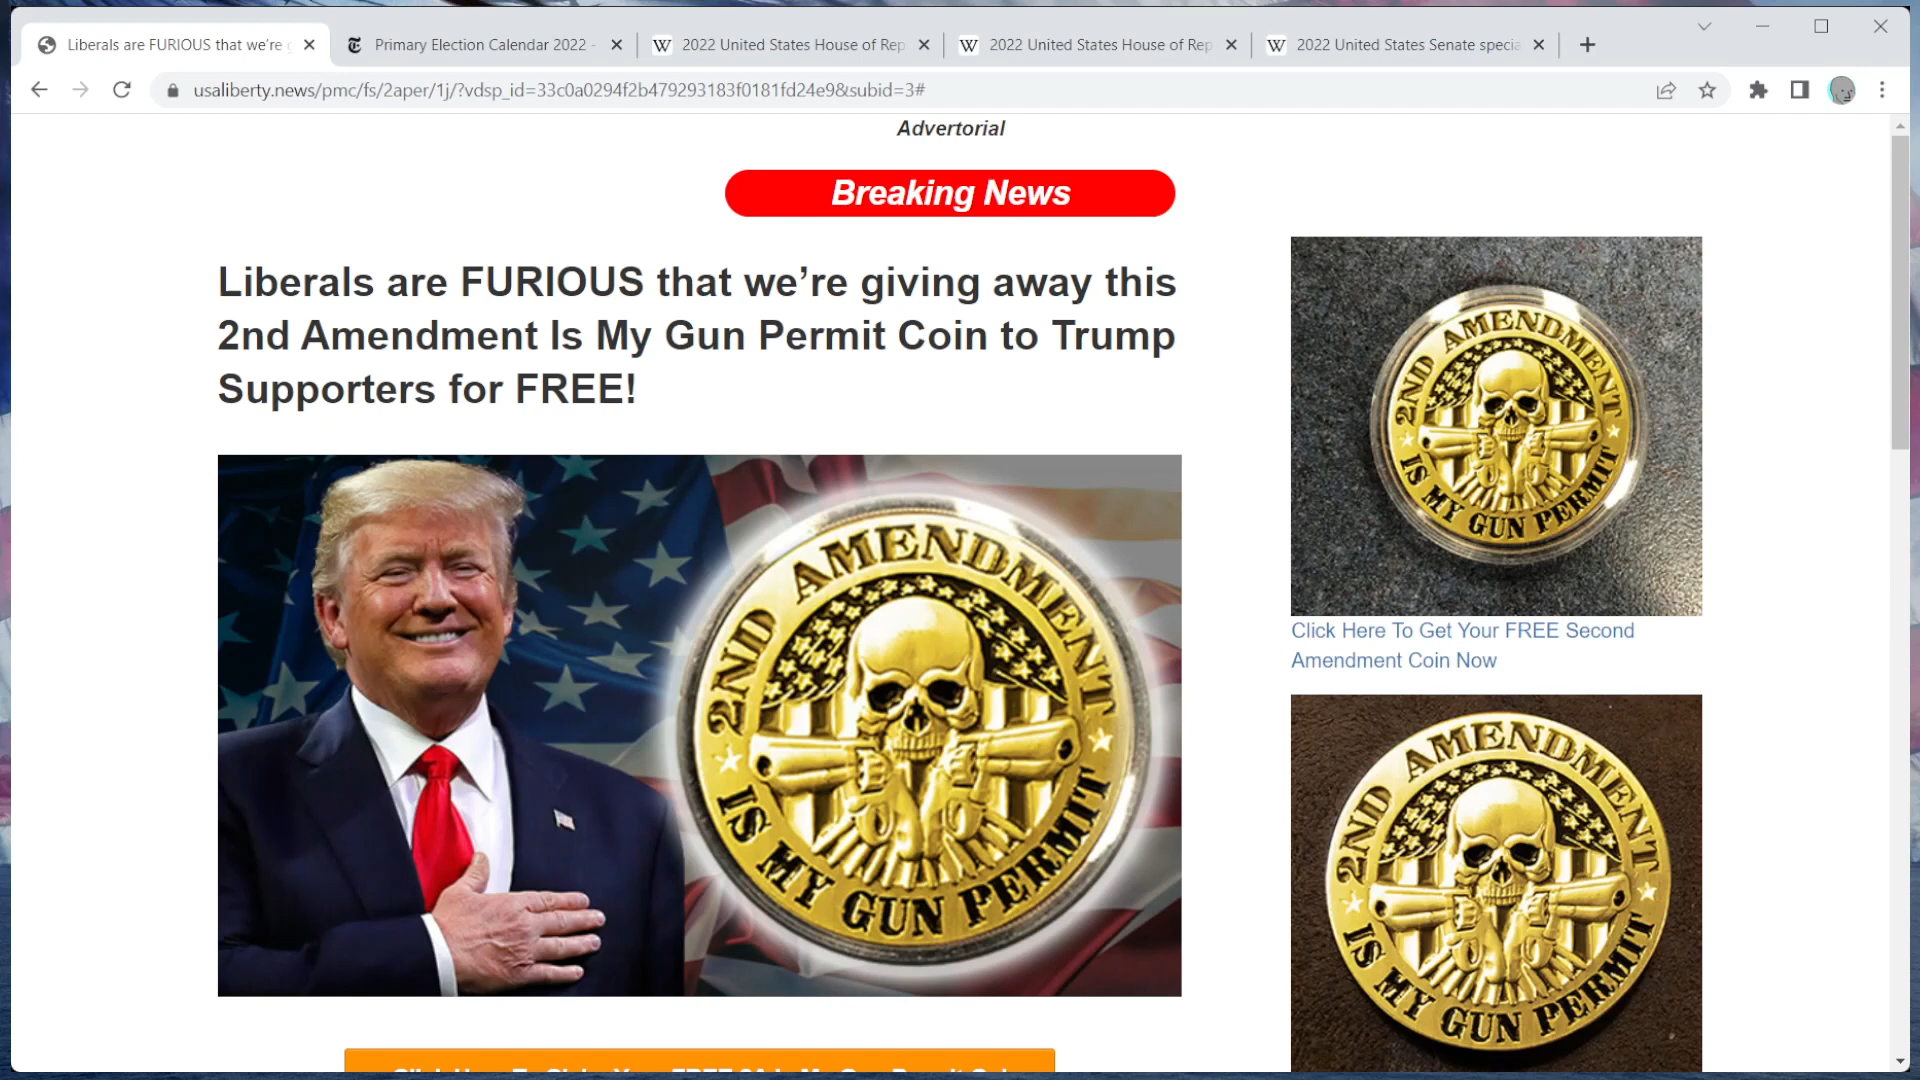 Liberals are FURIOUS that we're
Primary Election Calendar 2022 -
2022 United States House of Rep
2022 United States House of Rep
2022 United States Senate specia
usaliberty.news/pmc/fs/2aper/1j/?vdsp_id=33c0a0294f2b479293183f0181fd24e9&subid=3#
Advertorial
Breaking News
Liberals are FURIOUS that we’re giving away this
2nd Amendment Is My Gun Permit Coin to Trump
Supporters for FREE!
2ND AMENDMENT
IS MY GUN PERMIT
2ND AMENDMENT
IS MY GUN PERMIT
Click Here To Get Your FREE Second
Amendment Coin Now
2ND AMENDMENT
IS MY GUN PERMIT